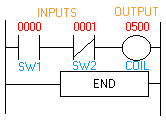 INPUTS OUTPUT
0000 0001 0500
SW1 SW2 COIL
END